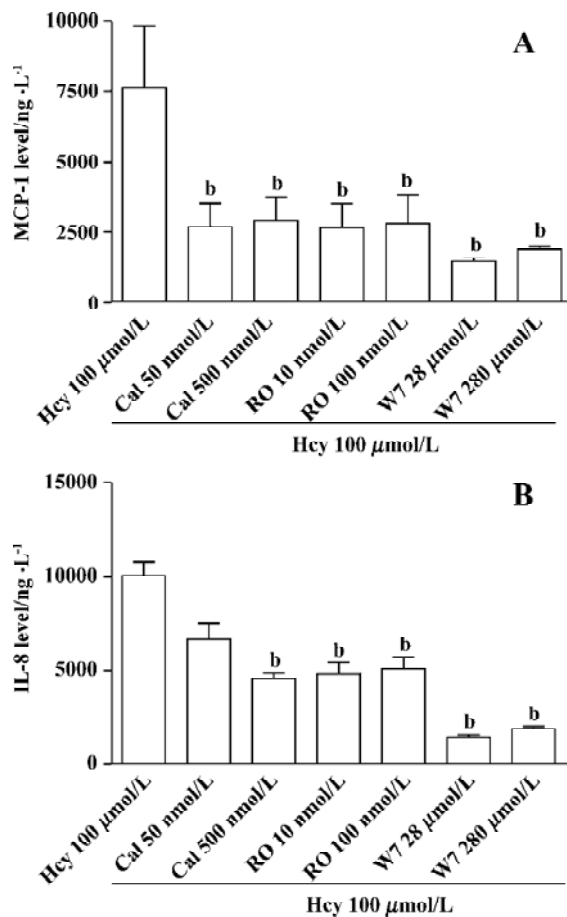 A
MCP-1 level/ng ·L⁻¹
10000
7500
5000
2500
0
b
b
b
b
b
b
Hcy 100 μmol/L
Cal 50 nmol/L
Cal 500 nmol/L
RO 10 nmol/L
RO 100 nmol/L
W7 28 μmol/L
W7 280 μmol/L
Hcy 100 μmol/L
B
IL-8 level/ng ·L⁻¹
15000
10000
5000
0
b
b
b
b
b
Hcy 100 μmol/L
Cal 50 nmol/L
Cal 500 nmol/L
RO 10 nmol/L
RO 100 nmol/L
W7 28 μmol/L
W7 280 μmol/L
Hcy 100 μmol/L